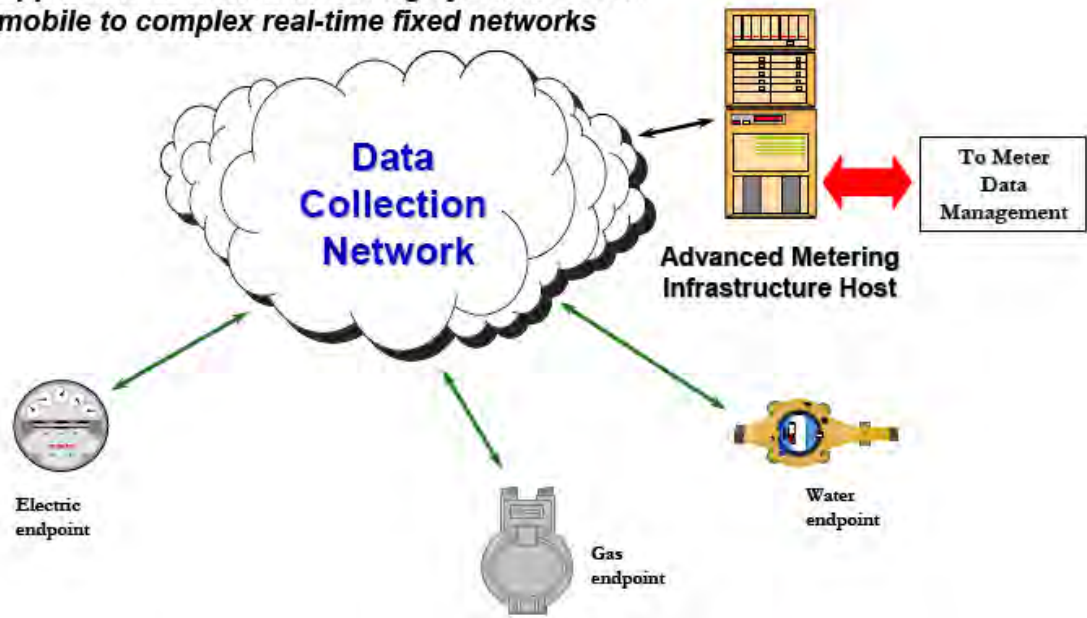 mobile to complex real-time fixed networks
Data
Collection
Network
To Meter
Data
Management
Advanced Metering
Infrastructure Host
Electric
endpoint
Gas
endpoint
Water
endpoint